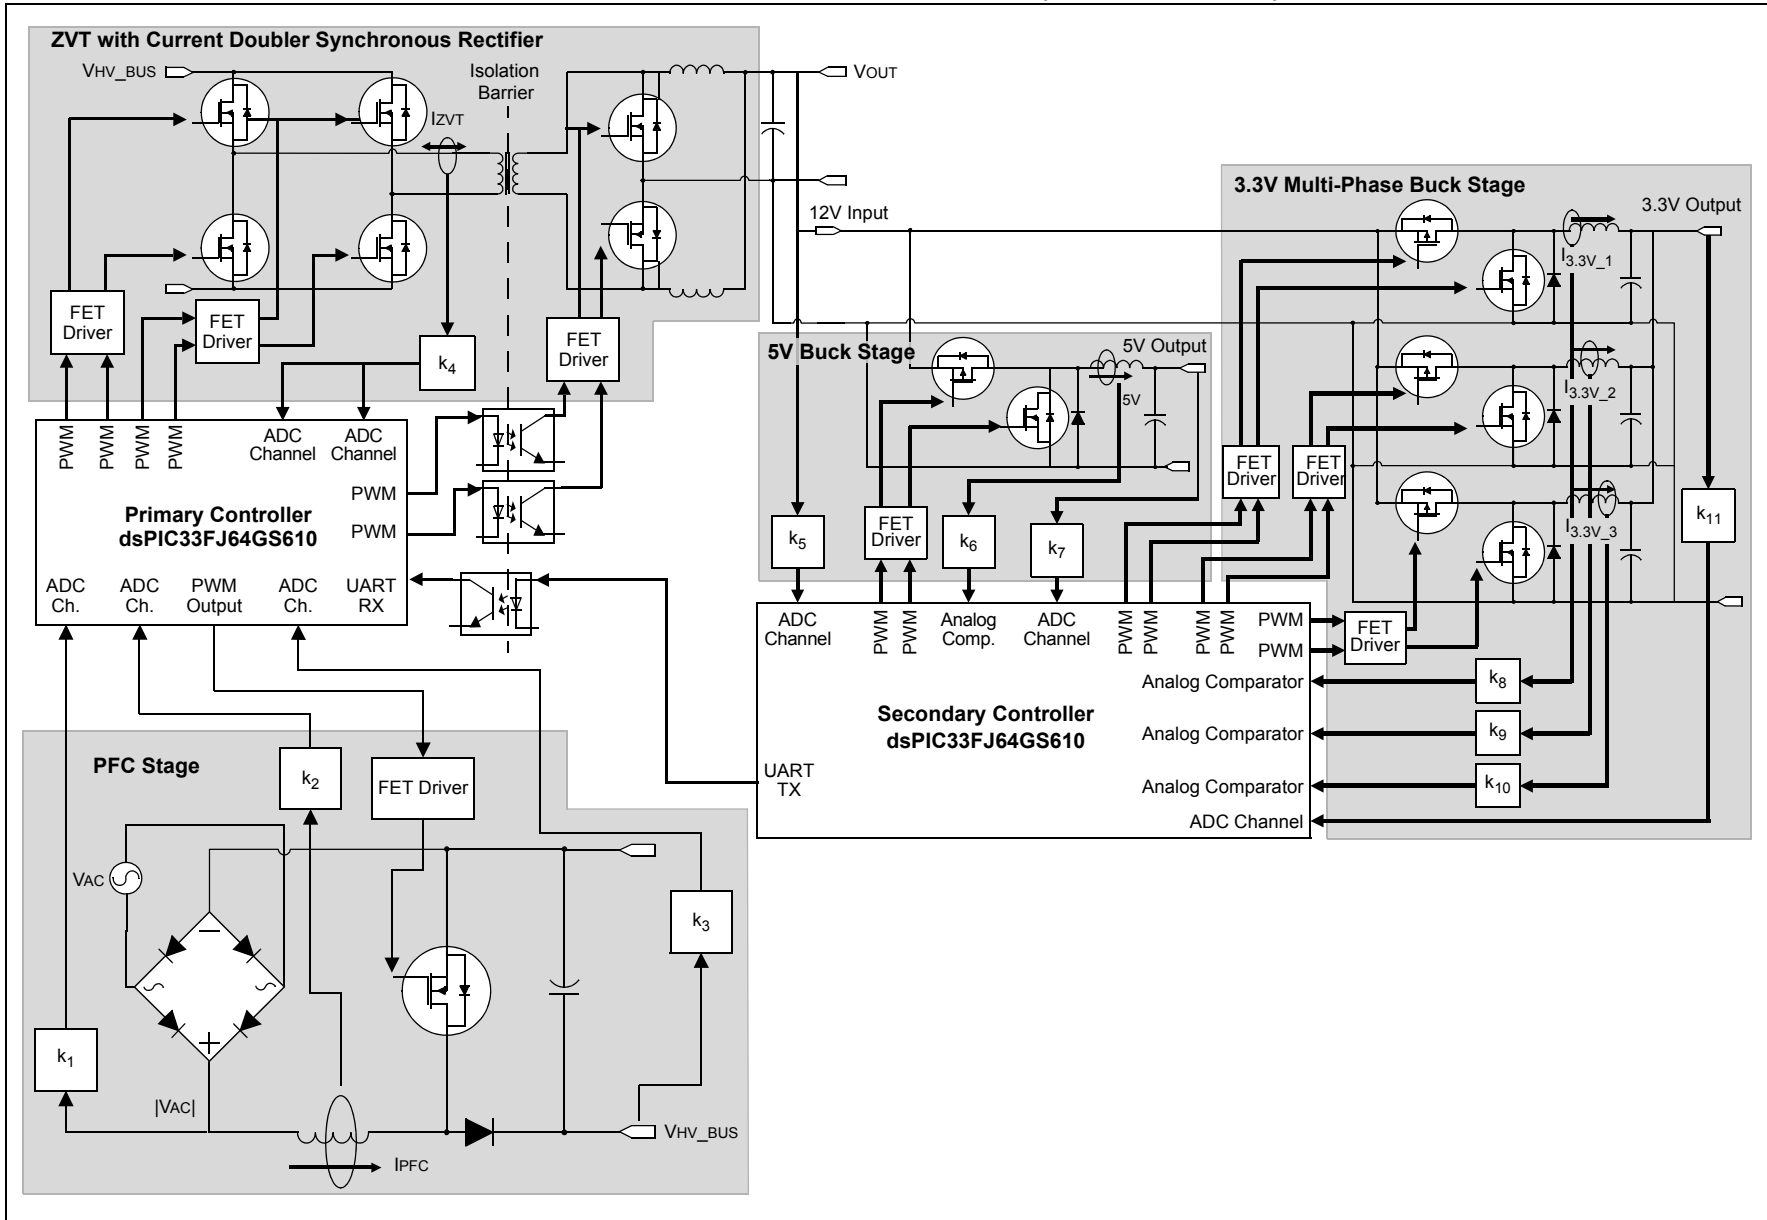 ZVT with Current Doubler Synchronous Rectifier
VHV_BUS
Isolation
Barrier
VOUT
IZVT
FET
Driver
FET
Driver
k4
FET
Driver
12V Input
3.3V Multi-Phase Buck Stage
3.3V Output
I3.3V_1
I3.3V_2
I3.3V_3
FET
Driver
FET
Driver
k11
5V Buck Stage
5V Output
5V
k5
FET
Driver
k6
k7
PWM
PWM
PWM
PWM
ADC
Channel
ADC
Channel
PWM
PWM
Primary Controller
dsPIC33FJ64GS610
ADC
Ch.
ADC
Ch.
PWM
Output
ADC
Ch.
UART
RX
ADC
Channel
PWM
PWM
Analog
Comp.
ADC
Channel
PWM
PWM
PWM
PWM
PWM
PWM
FET
Driver
Analog Comparator
k8
Secondary Controller
dsPIC33FJ64GS610
Analog Comparator
k9
UART
TX
Analog Comparator
k10
ADC Channel
PFC Stage
k2
FET Driver
VAC
k3
k1
|VAC|
VHV_BUS
IPFC